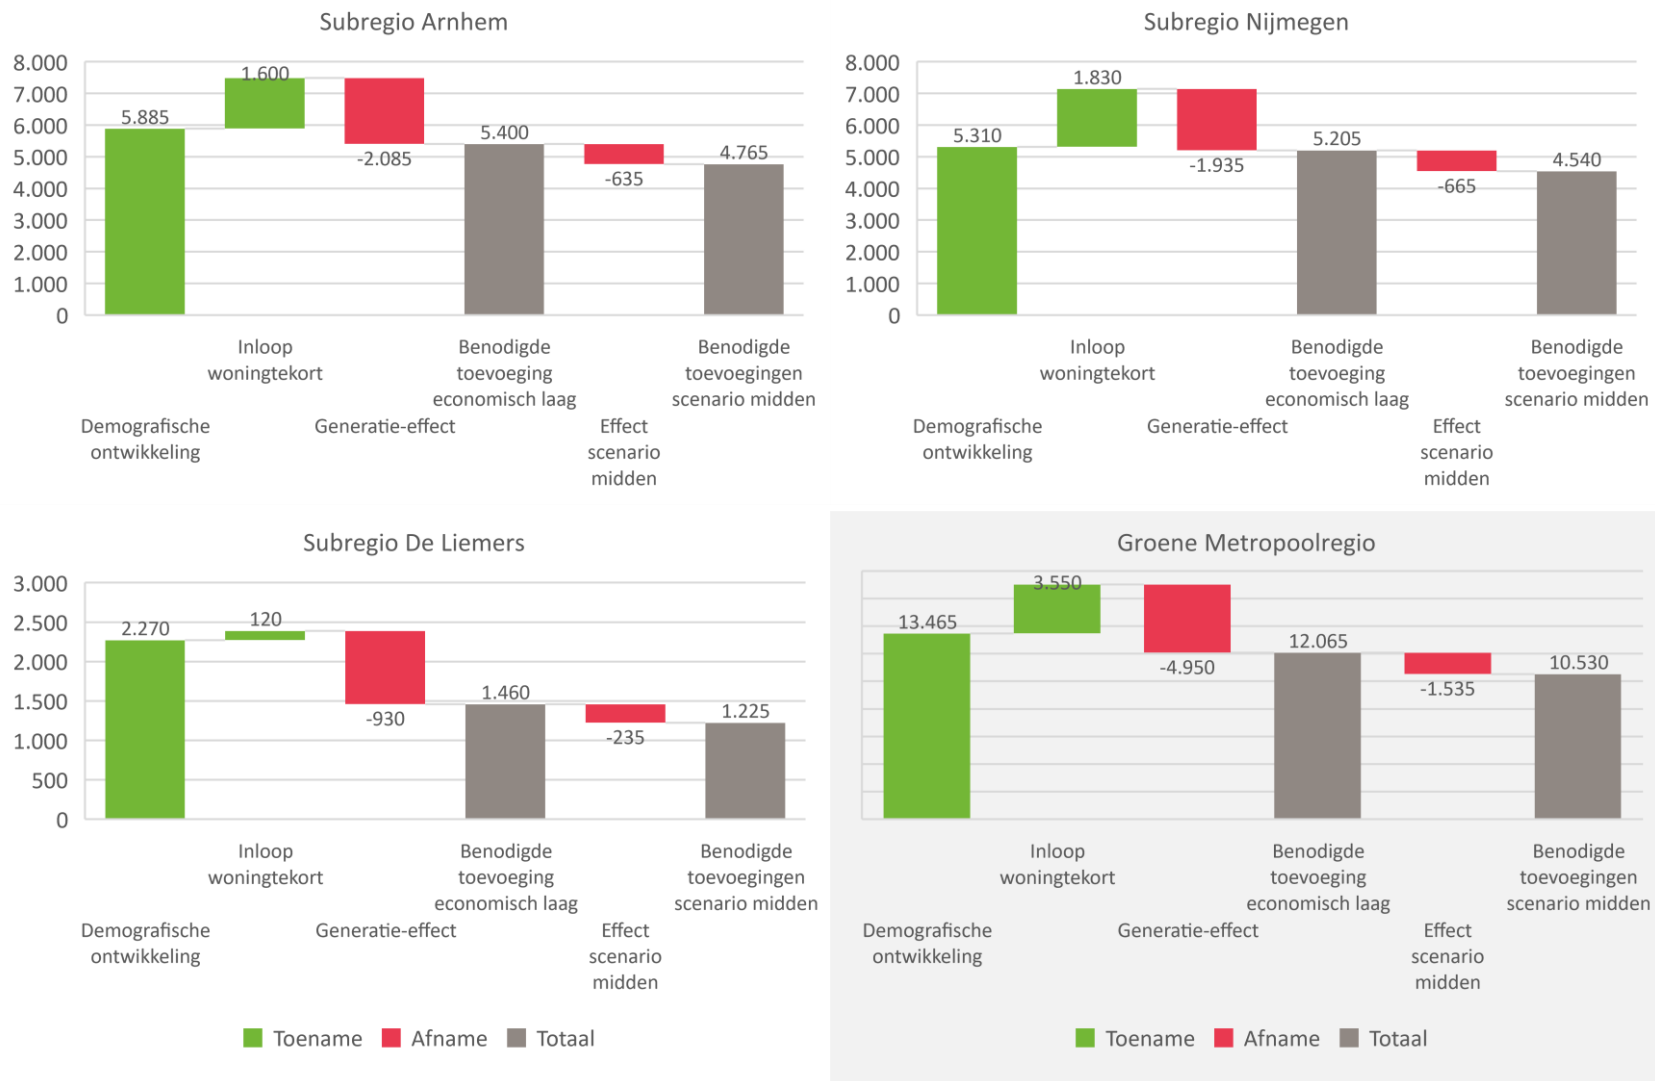 Subregio Arnhem
8.000
7.000
6.000
5.000
4.000
3.000
2.000
1.000
0
5.885
1.600
-2.085
5.400
-635
4.765
Demografische
ontwikkeling
Inloop
woningtekort
Generatie-effect
Benodigde
toevoeging
economisch laag
Effect
scenario
midden
Benodigde
toevoegingen
scenario midden
Subregio Nijmegen
8.000
7.000
6.000
5.000
4.000
3.000
2.000
1.000
0
5.310
1.830
-1.935
5.205
-665
4.540
Demografische
ontwikkeling
Inloop
woningtekort
Generatie-effect
Benodigde
toevoeging
economisch laag
Effect
scenario
midden
Benodigde
toevoegingen
scenario midden
Subregio De Liemers
3.000
2.500
2.000
1.500
1.000
500
0
2.270
120
-930
1.460
-235
1.225
Demografische
ontwikkeling
Inloop
woningtekort
Generatie-effect
Benodigde
toevoeging
economisch laag
Effect
scenario
midden
Benodigde
toevoegingen
scenario midden
Toename Afname Totaal
Groene Metropoolregio
13.465
3.550
-4.950
12.065
-1.535
10.530
Demografische
ontwikkeling
Inloop
woningtekort
Generatie-effect
Benodigde
toevoeging
economisch laag
Effect
scenario
midden
Benodigde
toevoegingen
scenario midden
Toename Afname Totaal